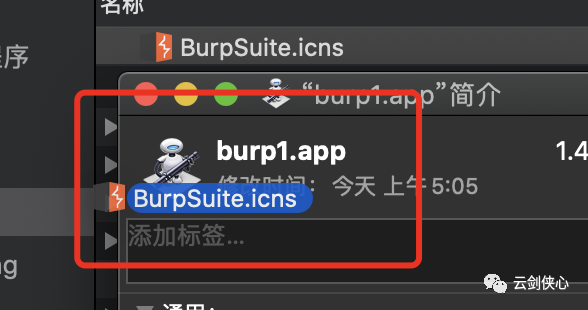 名称
程序
BurpSuite.icns
“burp1.app”简介
burp1.app
1.4
修改时间：今天 上午5:05
BurpSuite.icns
添加标签...
ng
通用:
云剑侠心